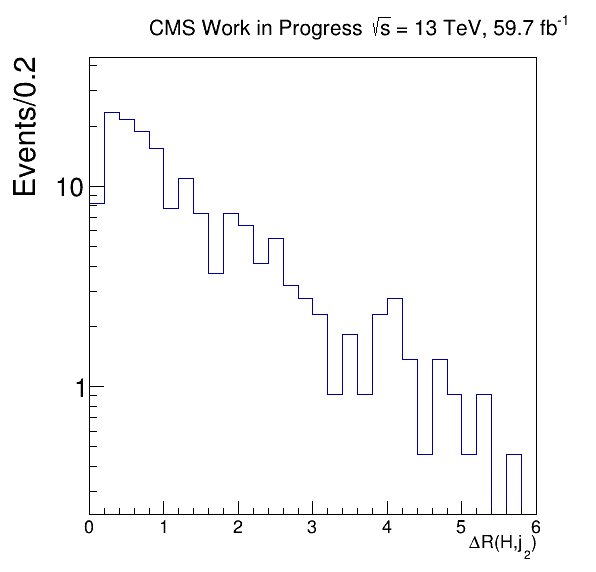 CMS Work in Progress √s = 13 TeV, 59.7 fb⁻¹
Events/0.2
10
1
0 1 2 3 4 5 6
ΔR(H,j₂)